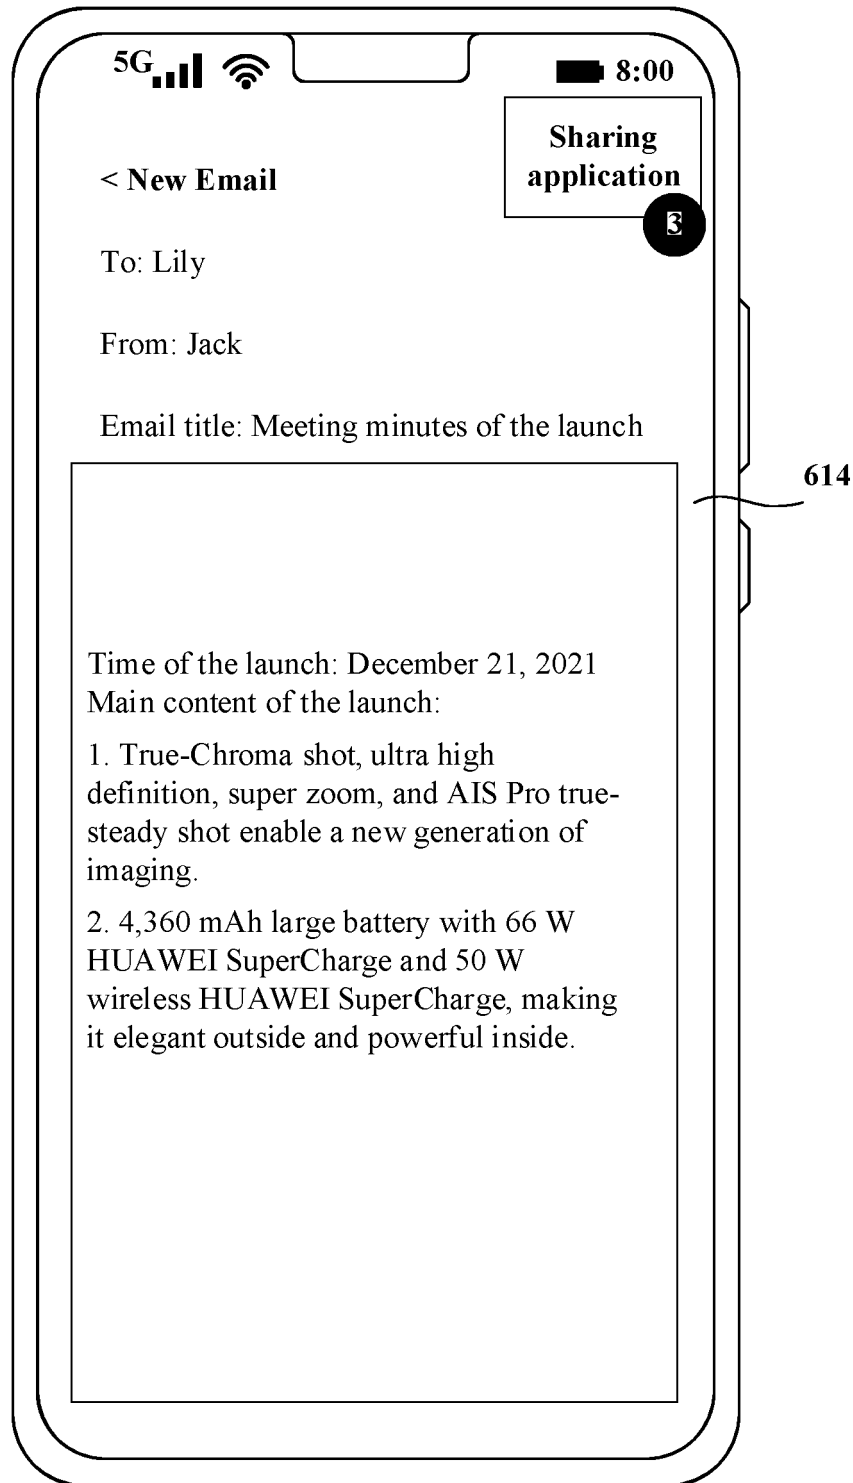 5G 8:00
Sharing
application
3
< New Email
To: Lily
From: Jack
Email title: Meeting minutes of the launch
614
Time of the launch: December 21, 2021
Main content of the launch:
1. True-Chroma shot, ultra high
definition, super zoom, and AIS Pro true-
steady shot enable a new generation of
imaging.
2. 4,360 mAh large battery with 66 W
HUAWEI SuperCharge and 50 W
wireless HUAWEI SuperCharge, making
it elegant outside and powerful inside.